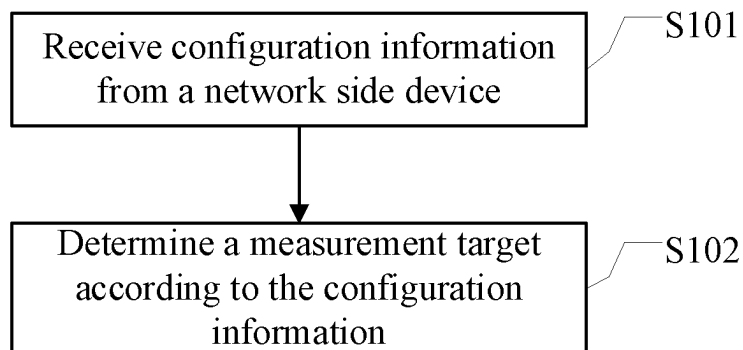 Receive configuration information
from a network side device
S101
Determine a measurement target
according to the configuration
information
S102